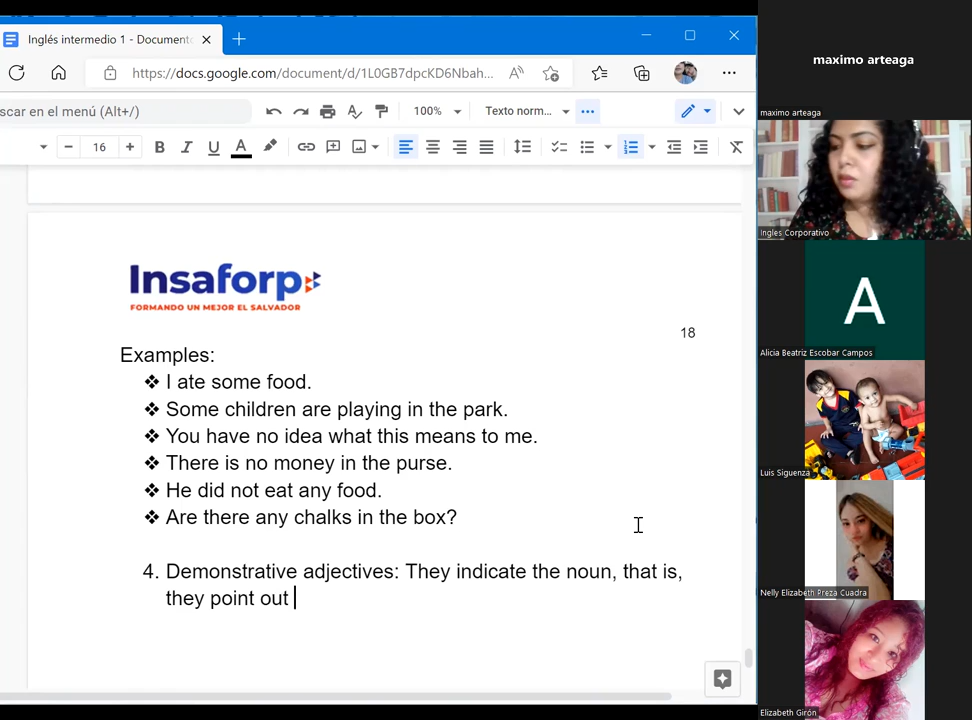 Inglés intermedio 1 - Documento
https://docs.google.com/document/d/1L0GB7dpcKD6Nbah...
scar en el menú (Alt+/)
100%
Texto norm...
16
B I U A
Insaforp
FORMANDO UN MEJOR EL SALVADOR
18
Examples:
❖ I ate some food.
❖ Some children are playing in the park.
❖ You have no idea what this means to me.
❖ There is no money in the purse.
❖ He did not eat any food.
❖ Are there any chalks in the box?
4. Demonstrative adjectives: They indicate the noun, that is,
they point out
maximo arteaga
maximo arteaga
Ingles Corporativo
A
Alicia Beatriz Escobar Campos
Luis Siguenza
Nelly Elizabeth Preza Cuadra
Elizabeth Girón